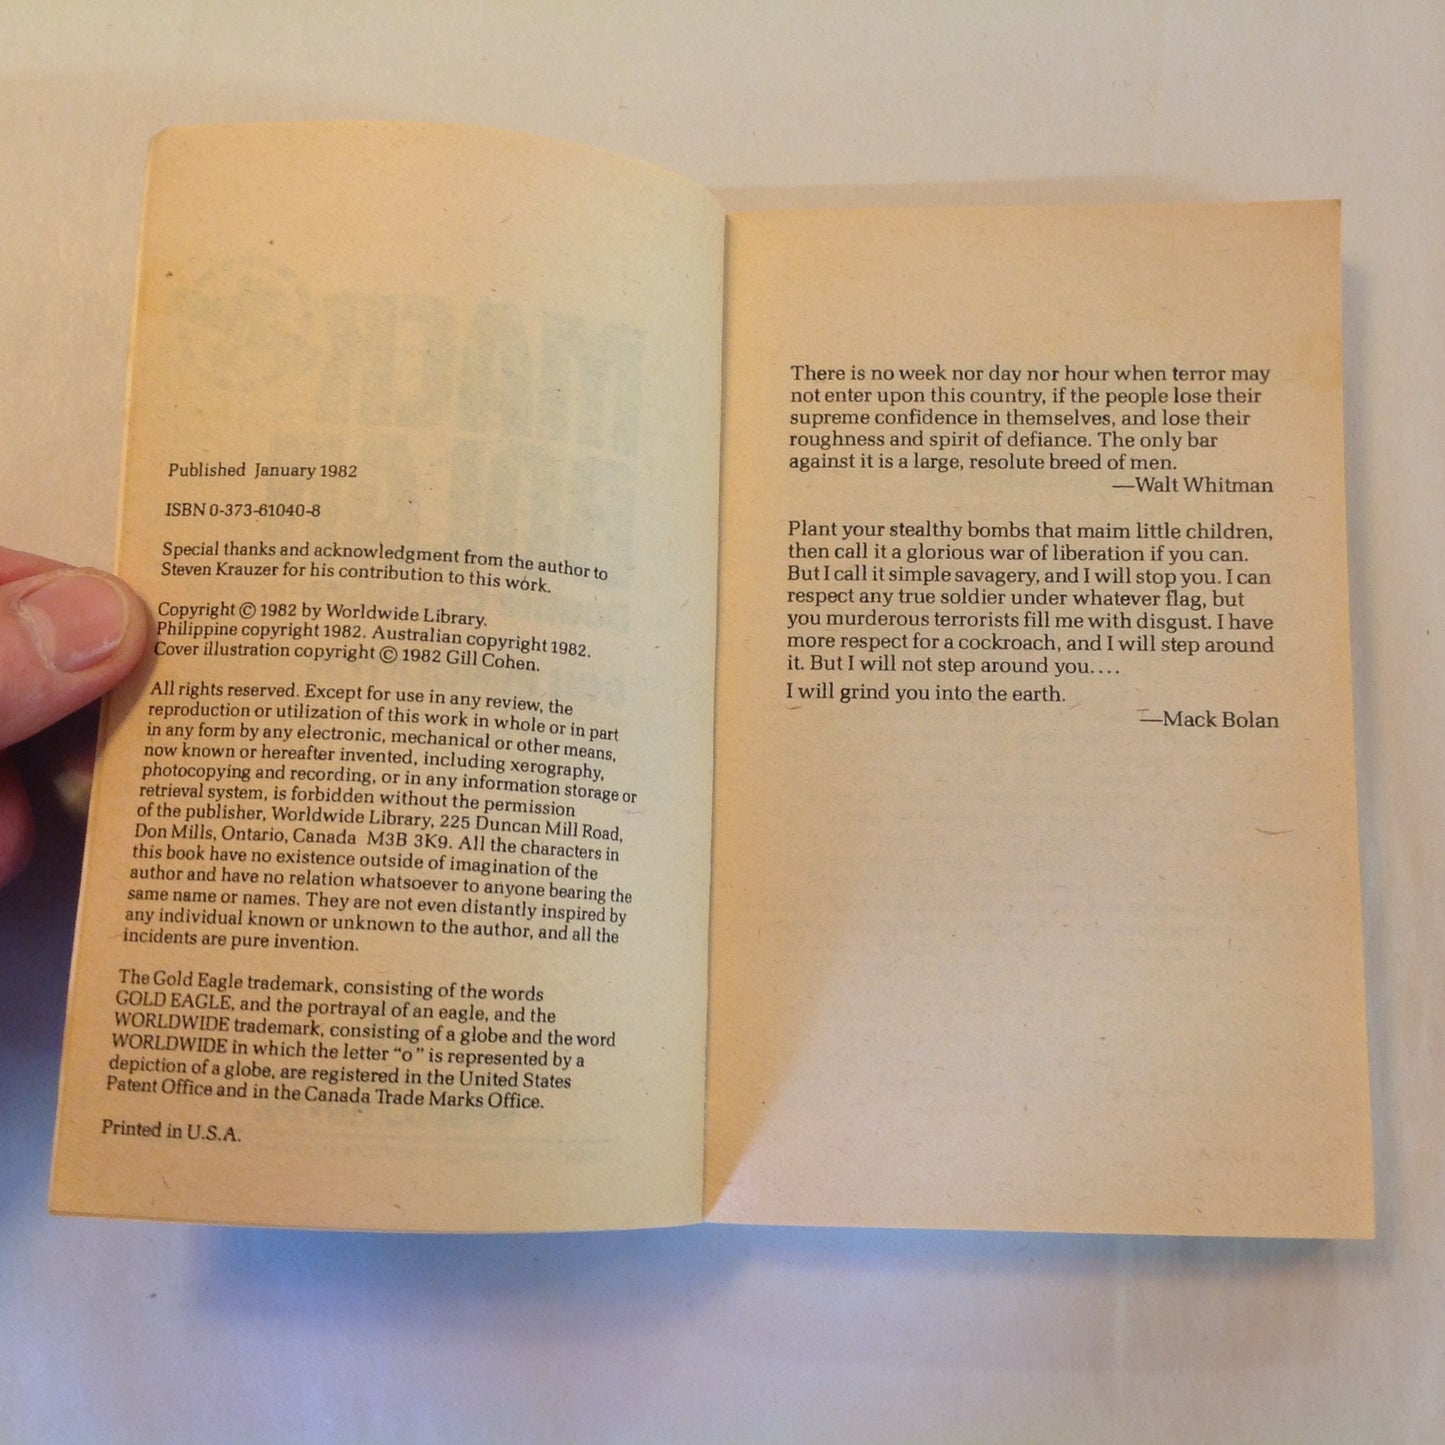 Published January 1982
ISBN 0-373-61040-8
Special thanks and acknowledgment from the author to
Steven Krauzer for his contribution to this work.
Copyright © 1982 by Worldwide Library.
Philippine copyright 1982. Australian copyright 1982.
Cover illustration copyright © 1982 Gill Cohen.
All rights reserved. Except for use in any review, the
reproduction or utilization of this work in whole or in part
in any form by any electronic, mechanical or other means,
now known or hereafter invented, including xerography,
photocopying and recording, or in any information storage or
retrieval system, is forbidden without the permission
of the publisher, Worldwide Library, 225 Duncan Mill Road,
Don Mills, Ontario, Canada M3B 3K9. All the characters in
this book have no existence outside of imagination of the
author and have no relation whatsoever to anyone bearing the
same name or names. They are not even distantly inspired by
any individual known or unknown to the author, and all the
incidents are pure invention.
The Gold Eagle trademark, consisting of the words
GOLD EAGLE, and the portrayal of an eagle, and the
WORLDWIDE trademark, consisting of a globe and the word
WORLDWIDE in which the letter "o" is represented by a
depiction of a globe, are registered in the United States
Patent Office and in the Canada Trade Marks Office.
Printed in U.S.A.
There is no week nor day nor hour when terror may
not enter upon this country, if the people lose their
supreme confidence in themselves, and lose their
roughness and spirit of defiance. The only bar
against it is a large, resolute breed of men.
—Walt Whitman
Plant your stealthy bombs that maim little children,
then call it a glorious war of liberation if you can.
But I call it simple savagery, and I will stop you. I can
respect any true soldier under whatever flag, but
you murderous terrorists fill me with disgust. I have
more respect for a cockroach, and I will step around
it. But I will not step around you....
I will grind you into the earth.
—Mack Bolan